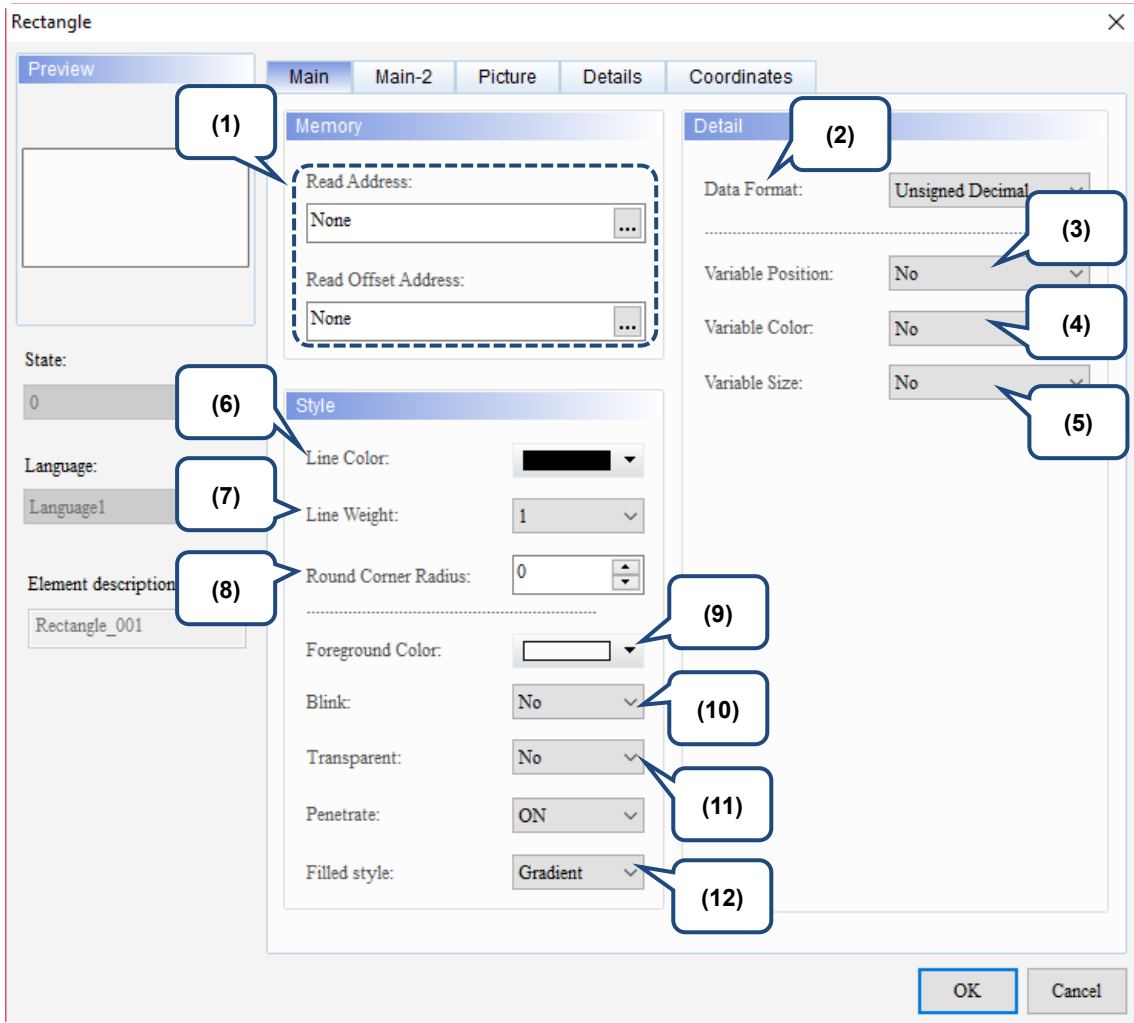 Rectangle
Preview
Main Main-2 Picture Details Coordinates
(1)
Memory
Read Address:
None
...
Read Offset Address:
None
...
Detail
(2)
Data Format:
Unsigned Decimal
(3)
Variable Position:
No
Variable Color:
No
(4)
Variable Size:
No
(5)
State:
0
Language:
Language1
Element description
Rectangle_001
(6)
Style
Line Color:
(7)
Line Weight:
1
(8)
Round Corner Radius:
0
(9)
Foreground Color:
Blink:
No
(10)
Transparent:
No
(11)
Penetrate:
ON
Filled style:
Gradient
(12)
OK
Cancel